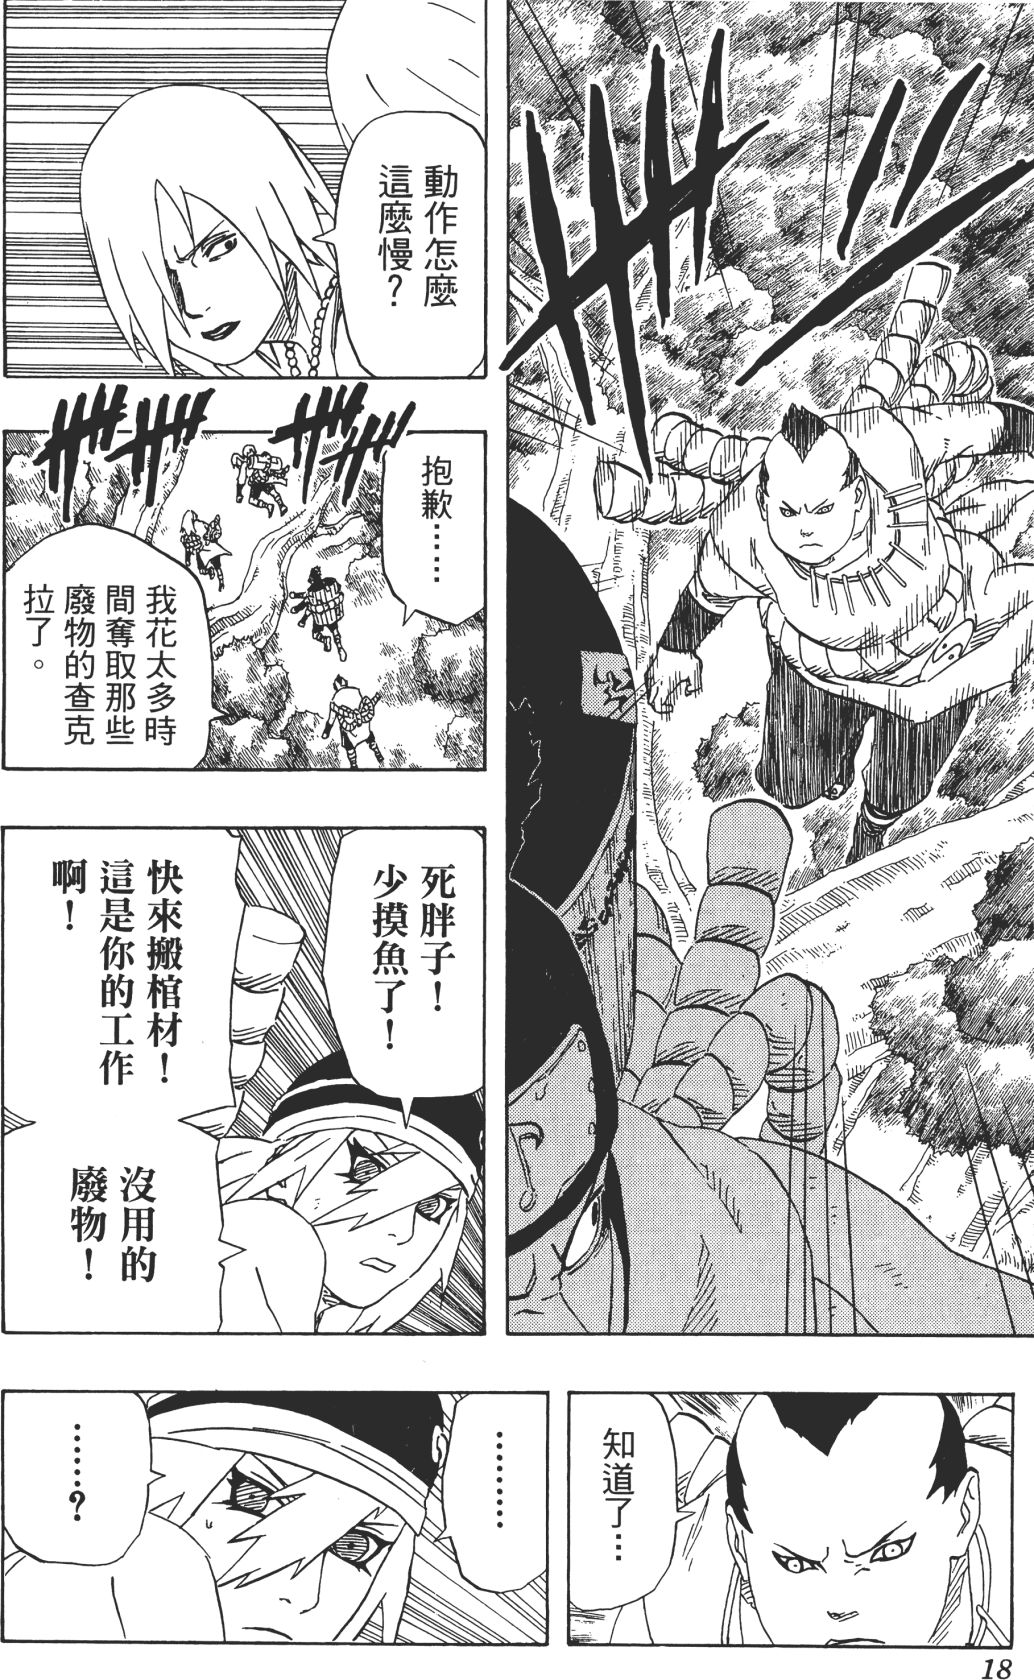 動作怎麼
這麼慢？
抱歉……
我花太多時
間奪取那些
廢物的查克
拉了。
死胖子！
少摸魚了！
快來搬棺材！
這是你的工作
啊！
沒用的
廢物！
知道了…
………
……？
18